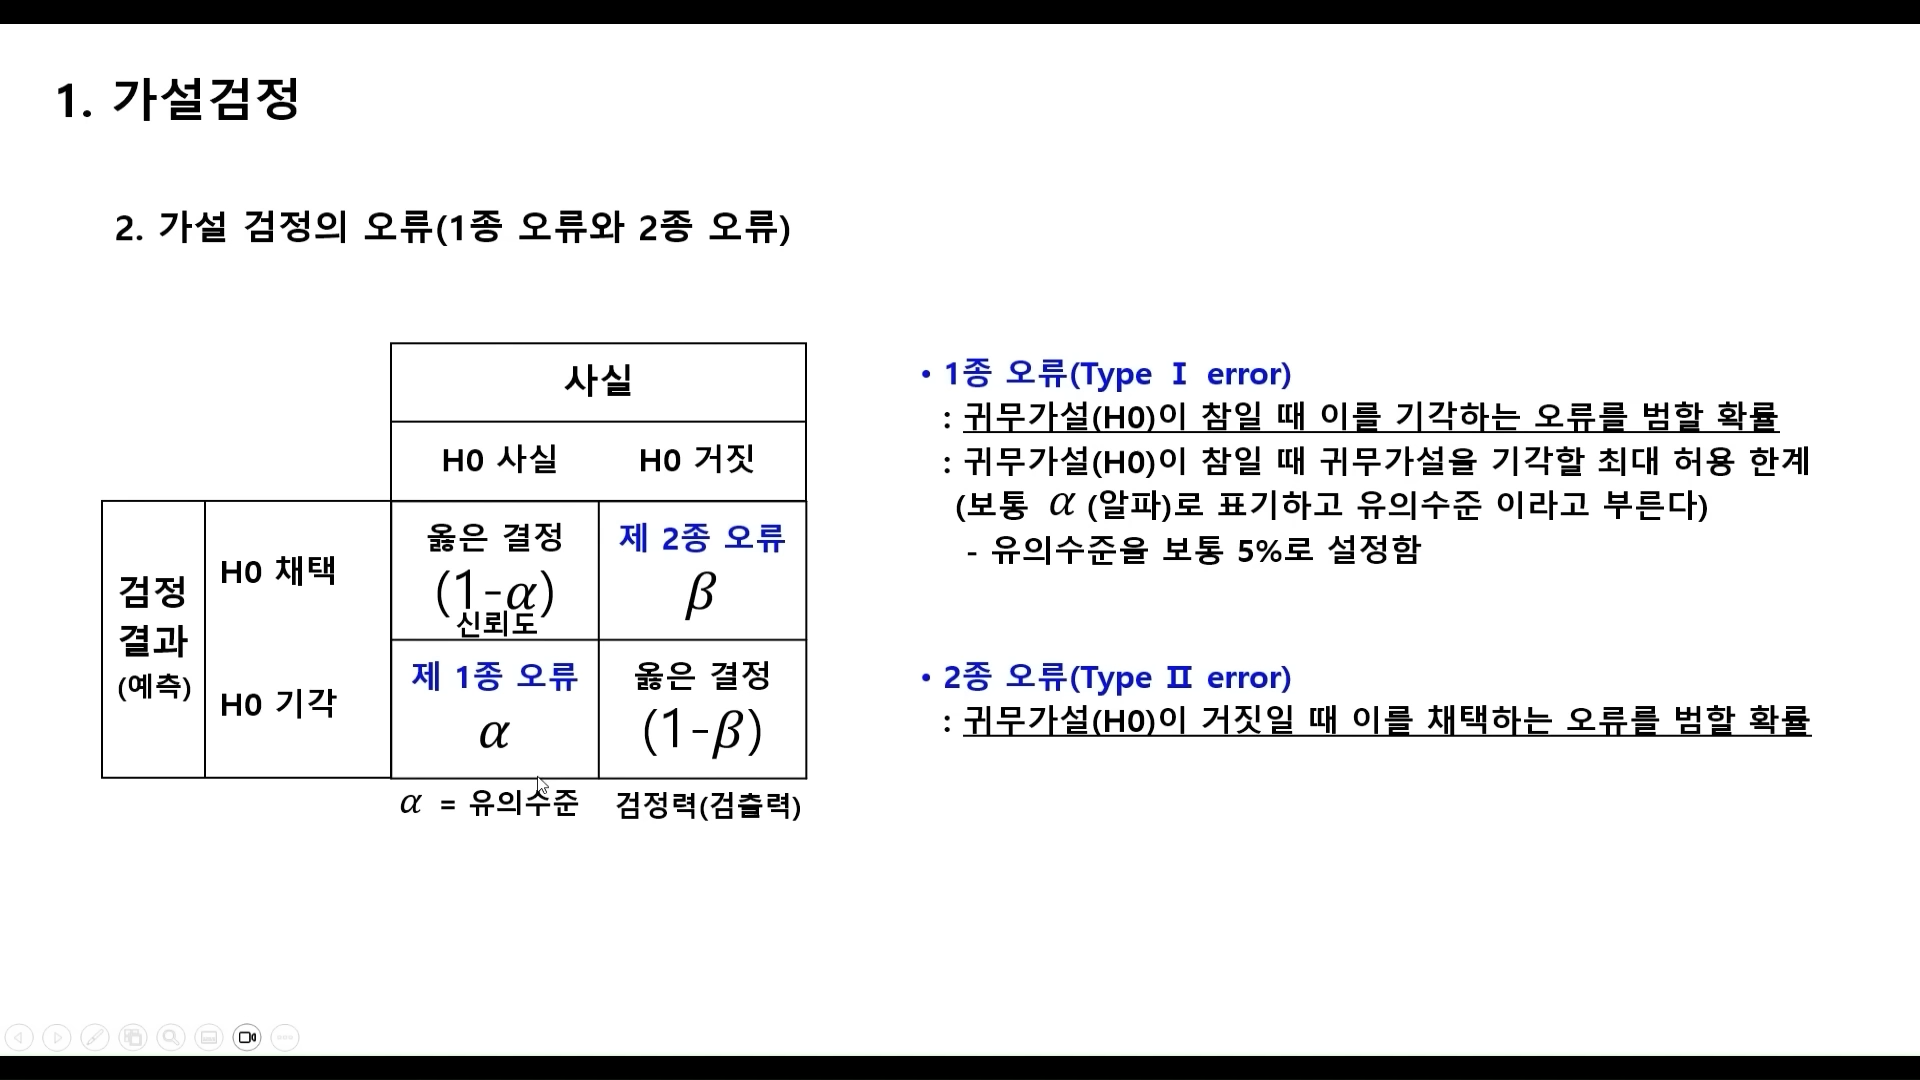 1. 가설검정
2. 가설 검정의 오류(1종 오류와 2종 오류)
사실
H0 사실 H0 거짓
검정
결과
(예측)
H0 채택
옳은 결정
(1-α)
신뢰도
제 2종 오류
β
H0 기각
제 1종 오류
α
옳은 결정
(1-β)
α = 유의수준 검정력(검출력)
• 1종 오류(Type Ⅰ error)
: 귀무가설(H0)이 참일 때 이를 기각하는 오류를 범할 확률
: 귀무가설(H0)이 참일 때 귀무가설을 기각할 최대 허용 한계
(보통 α (알파)로 표기하고 유의수준 이라고 부른다)
- 유의수준을 보통 5%로 설정함
• 2종 오류(Type Ⅱ error)
: 귀무가설(H0)이 거짓일 때 이를 채택하는 오류를 범할 확률